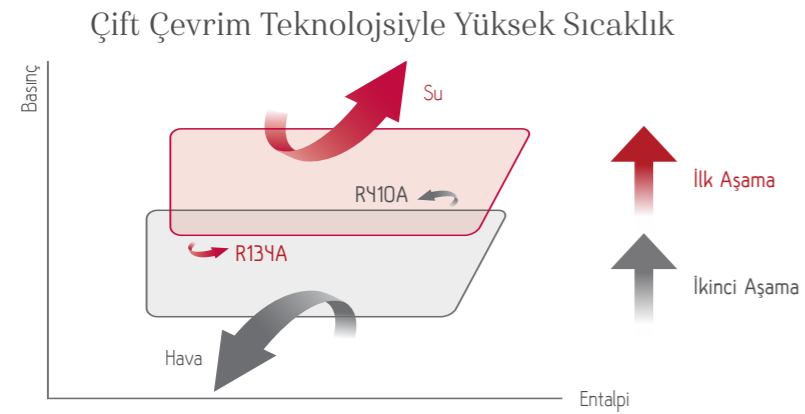 Çift Çevrim Teknolojsiyle Yüksek Sıcaklık
Basınç
Su
R410A
İlk Aşama
R134A
İkinci Aşama
Hava
Entalpi